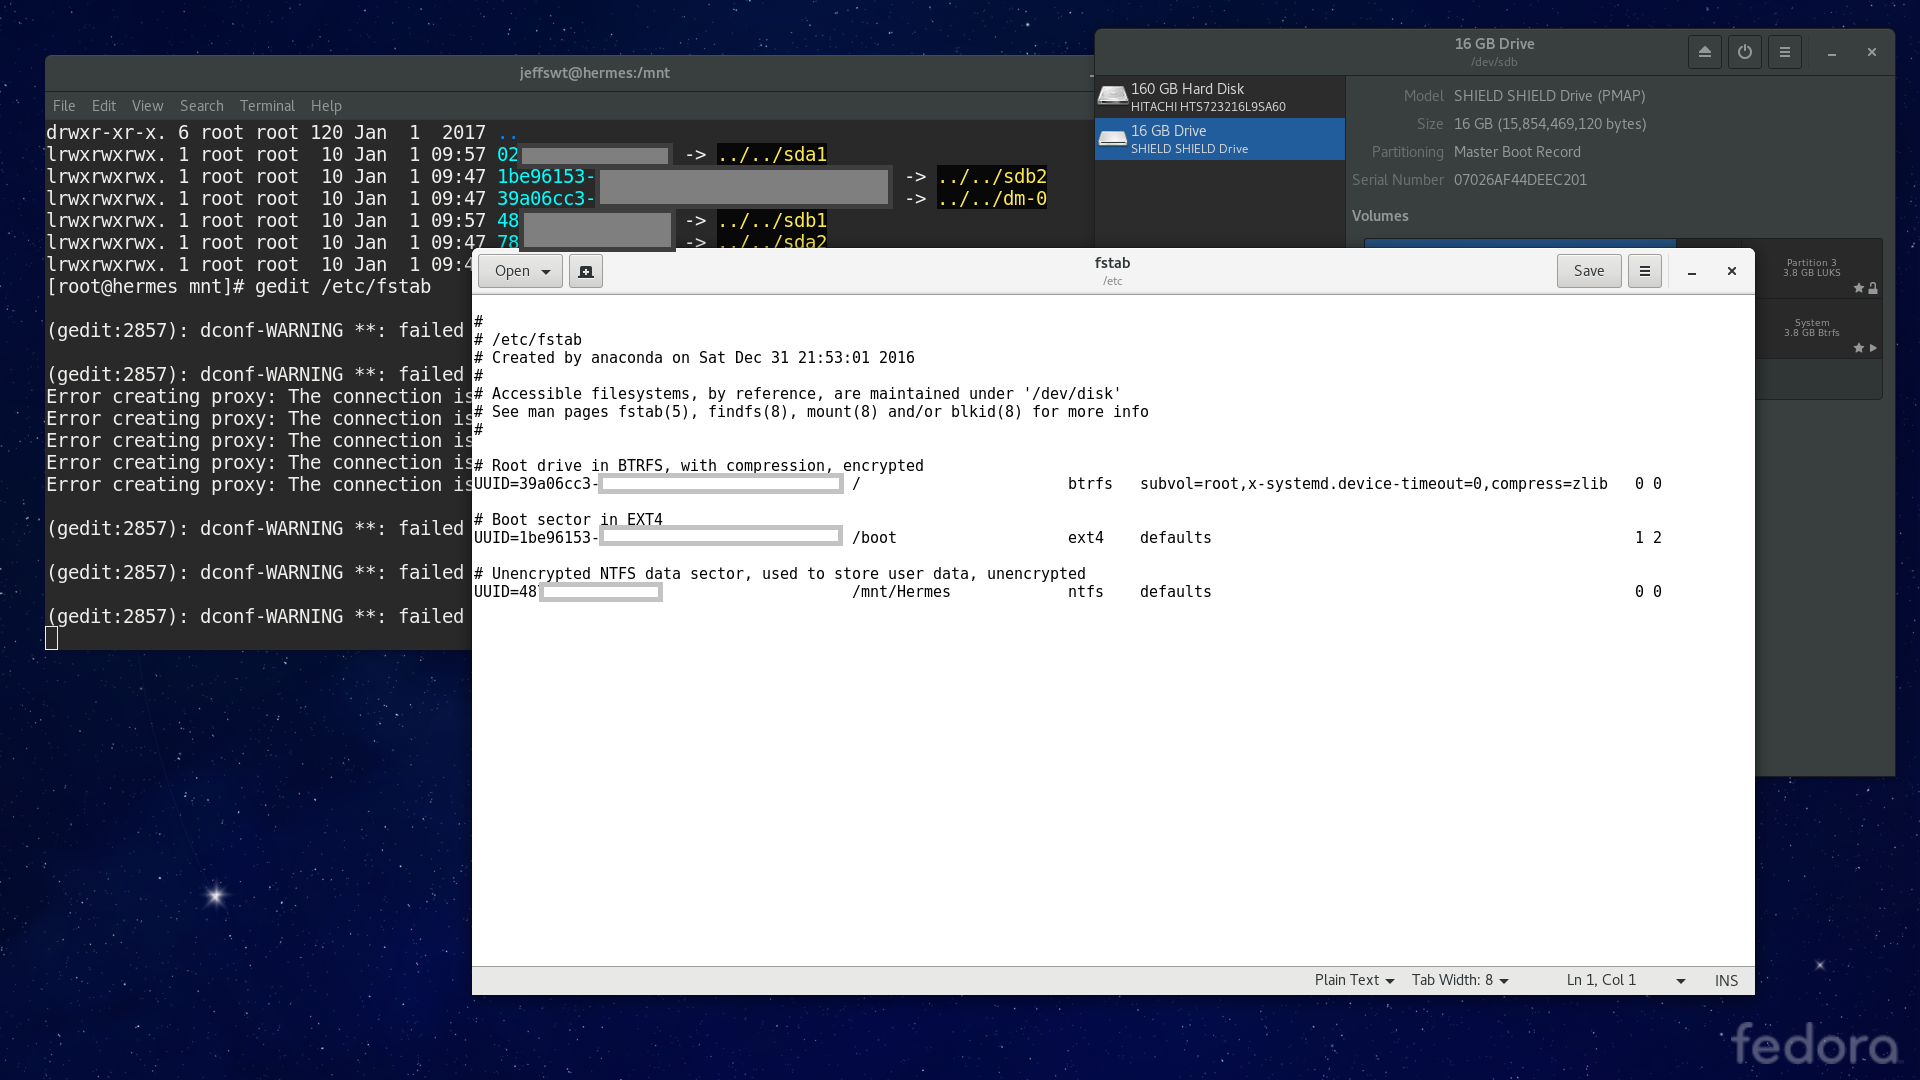 jeffswt@hermes:/mnt
File Edit View Search Terminal Help
drwxr-xr-x. 6 root root 120 Jan  1  2017 ..
lrwxrwxrwx. 1 root root  10 Jan  1 09:57 02 -> ../../sda1
lrwxrwxrwx. 1 root root  10 Jan  1 09:47 1be96153- -> ../../sdb2
lrwxrwxrwx. 1 root root  10 Jan  1 09:47 39a06cc3- -> ../../dm-0
lrwxrwxrwx. 1 root root  10 Jan  1 09:57 48 -> ../../sdb1
lrwxrwxrwx. 1 root root  10 Jan  1 09:47 78 -> ../../sda2
lrwxrwxrwx. 1 root root  10 Jan  1 09:4
[root@hermes mnt]# gedit /etc/fstab
(gedit:2857): dconf-WARNING **: failed
(gedit:2857): dconf-WARNING **: failed
Error creating proxy: The connection is
Error creating proxy: The connection is
Error creating proxy: The connection is
Error creating proxy: The connection is
Error creating proxy: The connection is
(gedit:2857): dconf-WARNING **: failed
(gedit:2857): dconf-WARNING **: failed
(gedit:2857): dconf-WARNING **: failed
16 GB Drive
/dev/sdb
160 GB Hard Disk
HITACHI HTS723216L9SA60
16 GB Drive
SHIELD SHIELD Drive
Model SHIELD SHIELD Drive (PMAP)
Size 16 GB (15,854,469,120 bytes)
Partitioning Master Boot Record
Serial Number 07026AF44DEEC201
Volumes
Partition 3
3.8 GB LUKS
System
3.8 GB Btrfs
Open
fstab
/etc
Save
#
# /etc/fstab
# Created by anaconda on Sat Dec 31 21:53:01 2016
#
# Accessible filesystems, by reference, are maintained under '/dev/disk'
# See man pages fstab(5), findfs(8), mount(8) and/or blkid(8) for more info
#
# Root drive in BTRFS, with compression, encrypted
UUID=39a06cc3- / btrfs subvol=root,x-systemd.device-timeout=0,compress=zlib 0 0
# Boot sector in EXT4
UUID=1be96153- /boot ext4 defaults 1 2
# Unencrypted NTFS data sector, used to store user data, unencrypted
UUID=48 /mnt/Hermes ntfs defaults 0 0
Plain Text Tab Width: 8 Ln 1, Col 1 INS
fedora